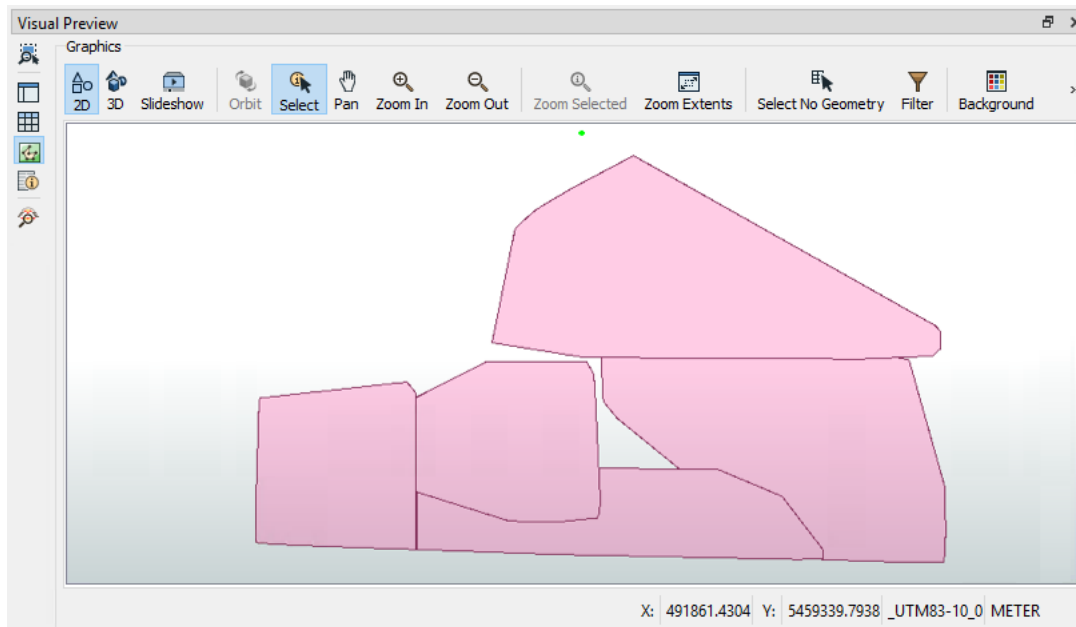 Visual Preview
Graphics
2D 3D Slideshow Orbit Select Pan Zoom In Zoom Out Zoom Selected Zoom Extents Select No Geometry Filter Background
X: 491861.4304 Y: 5459339.7938 _UTM83-10_0 METER